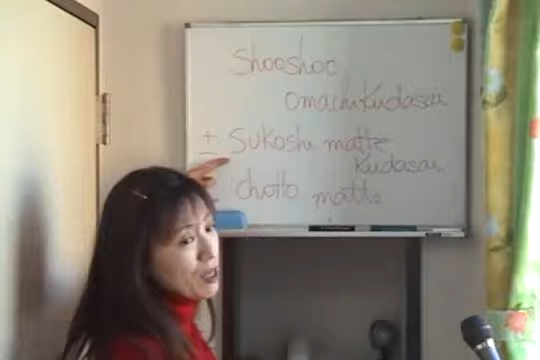 Shooshoo
omachi Kudasai
± Sukoshi matte
Kudasai.
chotto matte